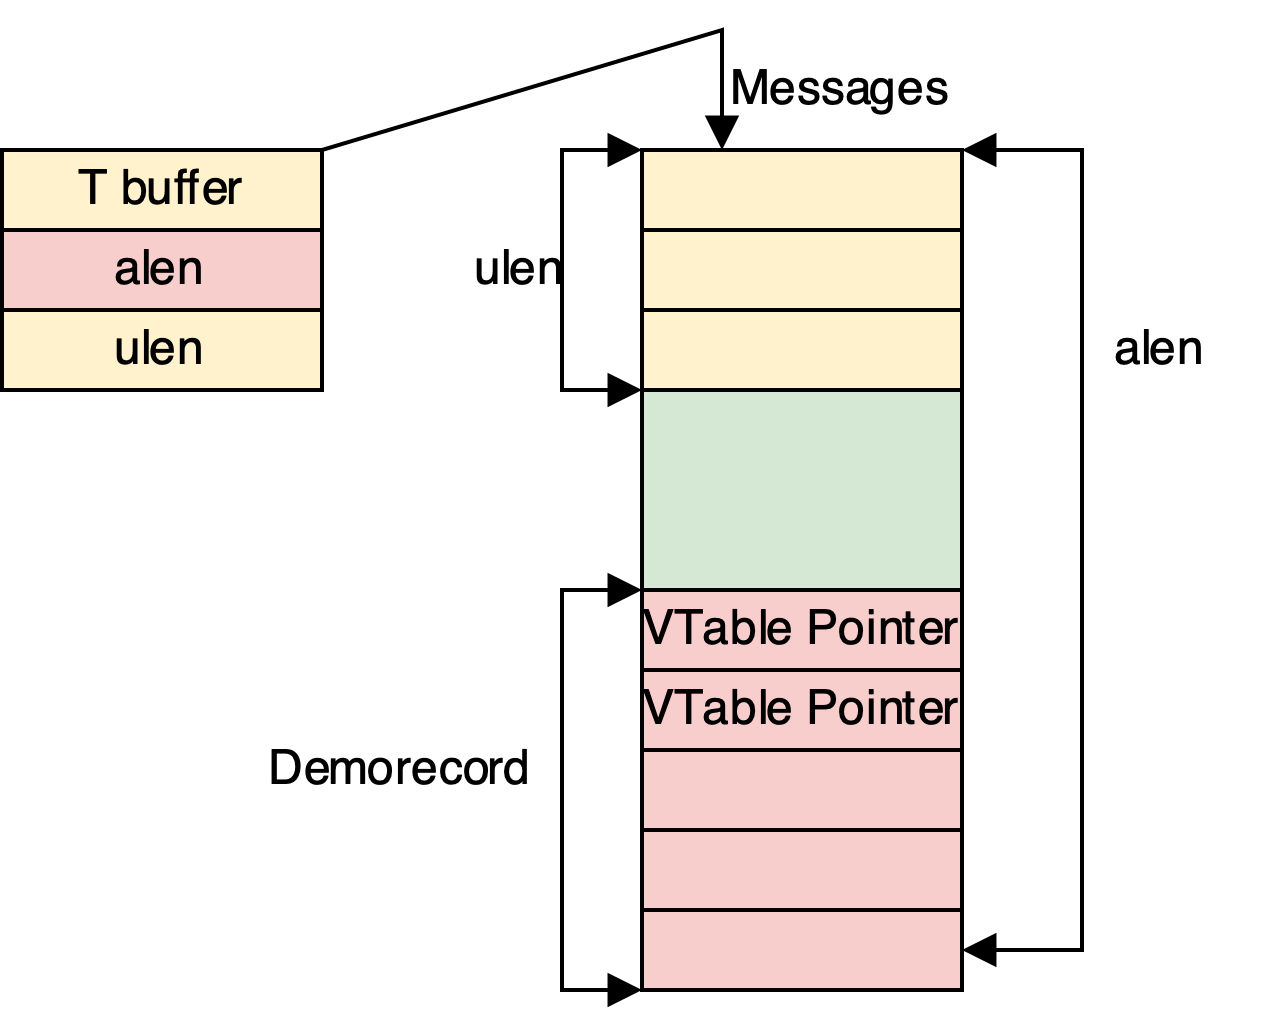 Messages
T buffer
alen
ulen
ulen
alen
VTable Pointer
VTable Pointer
Demorecord